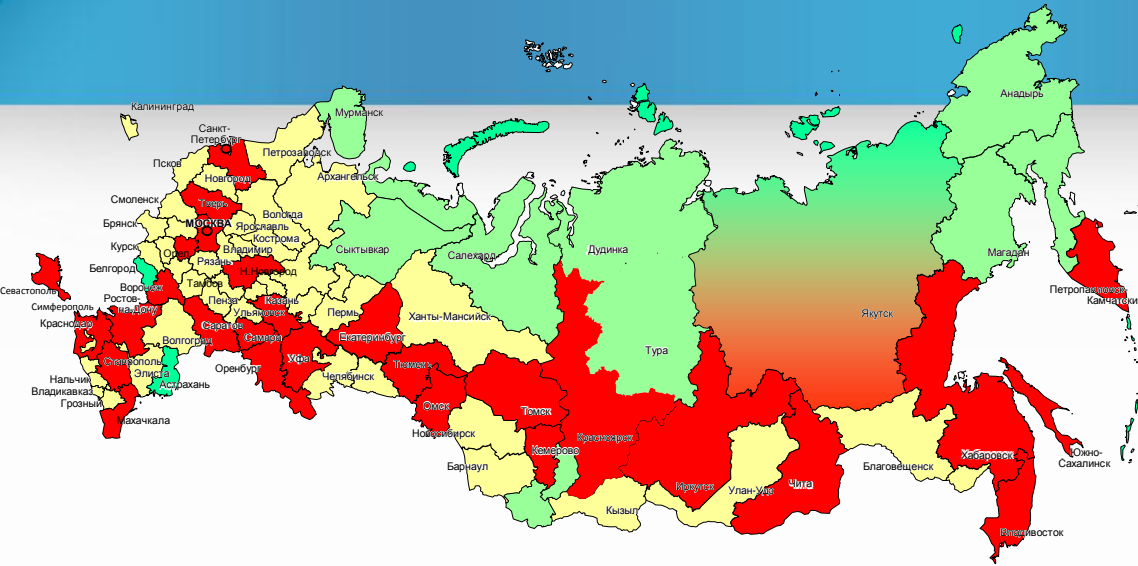 Анадырь
Калининград
Мурманск
Санкт-
Петербург
Петрозаводск
Псков
Архангельск
Новгород
Смоленск
Тверь
Вологда
Брянск
МОСКВА
Ярославль
Кострома
Курск
Орел
Владимир
Сыктывкар
Салехард
Дудинка
Магадан
Рязань
Белгород
Н.Новгород
Тамбов
Воронеж
Севастополь
Петропавловск-
Камчатский
Симферополь
Ростов-
на-Дону
Пенза
Казань
Ульяновск
Пермь
Ханты-Мансийск
Якутск
Краснодар
Саратов
Самара
Екатеринбург
Волгоград
Тура
Ставрополь
Уфа
Оренбург
Тюмень
Элиста
Челябинск
Нальчик
Астрахань
Владикавказ
Грозный
Омск
Томск
Махачкала
Новосибирск
Красноярск
Кемерово
Хабаровск
Южно-
Сахалинск
Барнаул
Благовещенск
Иркутск
Улан-Удэ
Чита
Кызыл
Владивосток